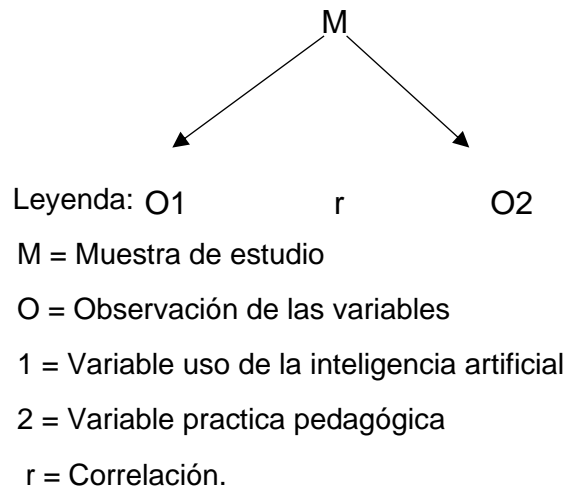 M
Leyenda: O1 r O2
M = Muestra de estudio
O = Observación de las variables
1 = Variable uso de la inteligencia artificial
2 = Variable practica pedagógica
r = Correlación.